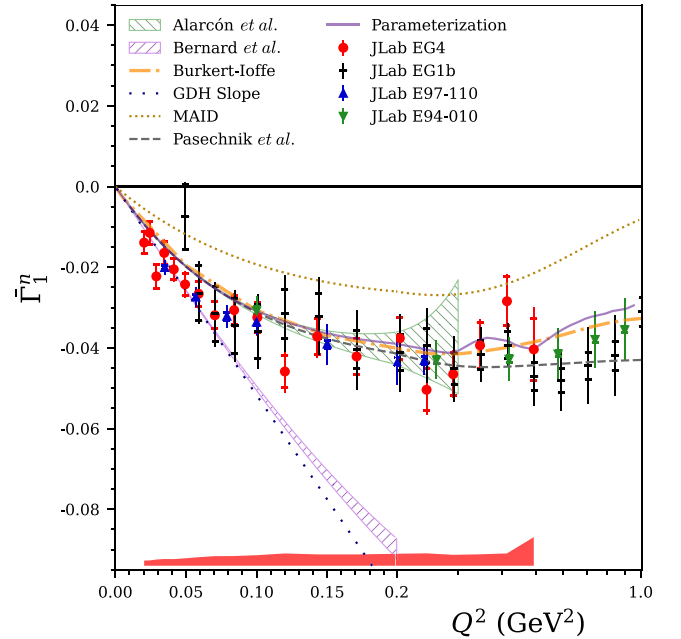 0.04
0.02
0.0
-0.02
-0.04
-0.06
-0.08
Γ̄₁ⁿ
Alarcón et al.
Bernard et al.
Burkert-Ioffe
GDH Slope
MAID
Pasechnik et al.
Parameterization
JLab EG4
JLab EG1b
JLab E97-110
JLab E94-010
0.00 0.05 0.10 0.15 0.2 1.0
Q² (GeV²)